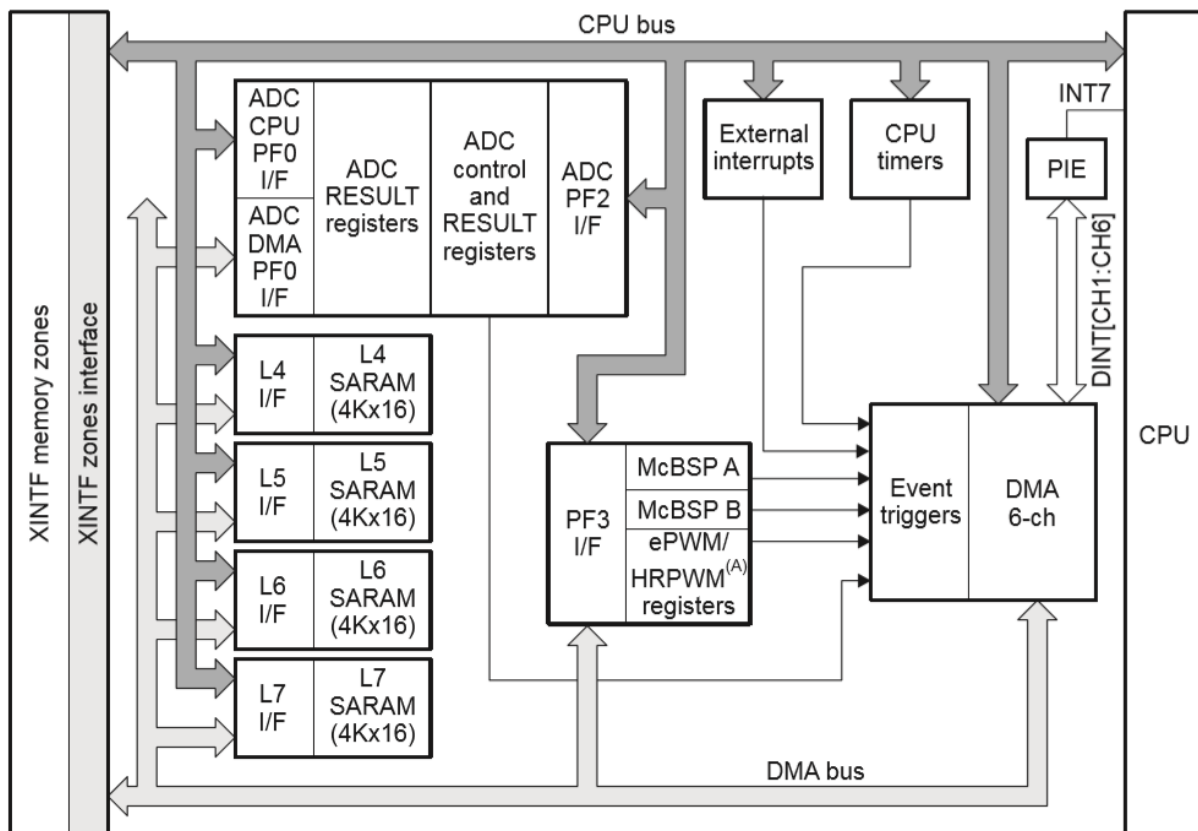 CPU bus
XINTF memory zones
XINTF zones interface
ADC
CPU
PF0
I/F
ADC
DMA
PF0
I/F
ADC
RESULT
registers
ADC
control
and
RESULT
registers
ADC
PF2
I/F
External
interrupts
CPU
timers
INT7
PIE
DINT[CH1:CH6]
CPU
L4
I/F
L4
SARAM
(4Kx16)
L5
I/F
L5
SARAM
(4Kx16)
L6
I/F
L6
SARAM
(4Kx16)
L7
I/F
L7
SARAM
(4Kx16)
PF3
I/F
McBSP A
McBSP B
ePWM/
HRPWM(A)
registers
Event
triggers
DMA
6-ch
DMA bus